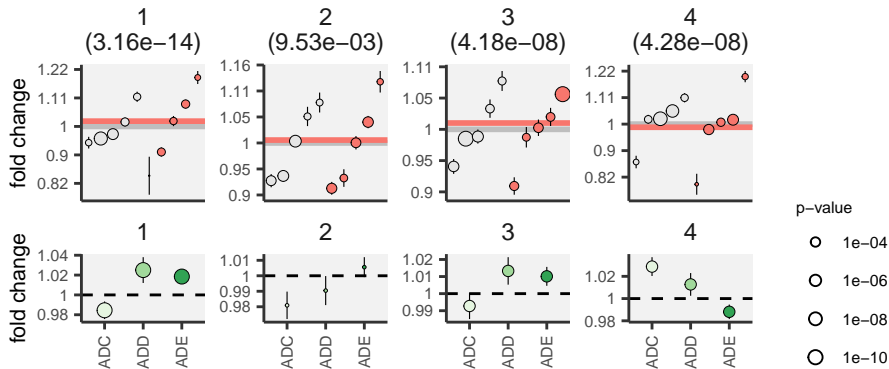 1
(3.16e−14)
2
(9.53e−03)
3
(4.18e−08)
4
(4.28e−08)
fold change
1.22
1.11
1
0.9
0.82
1.16
1.11
1.05
1
0.95
0.9
1.11
1.05
1
0.95
0.9
1.22
1.11
1
0.9
0.82
1
2
3
4
fold change
1.04
1.02
1
0.98
1.01
1
0.99
0.98
1.02
1.01
1
0.99
1.02
1
0.98
ADC
ADD
ADE
ADC
ADD
ADE
ADC
ADD
ADE
ADC
ADD
ADE
p−value
1e−04
1e−06
1e−08
1e−10